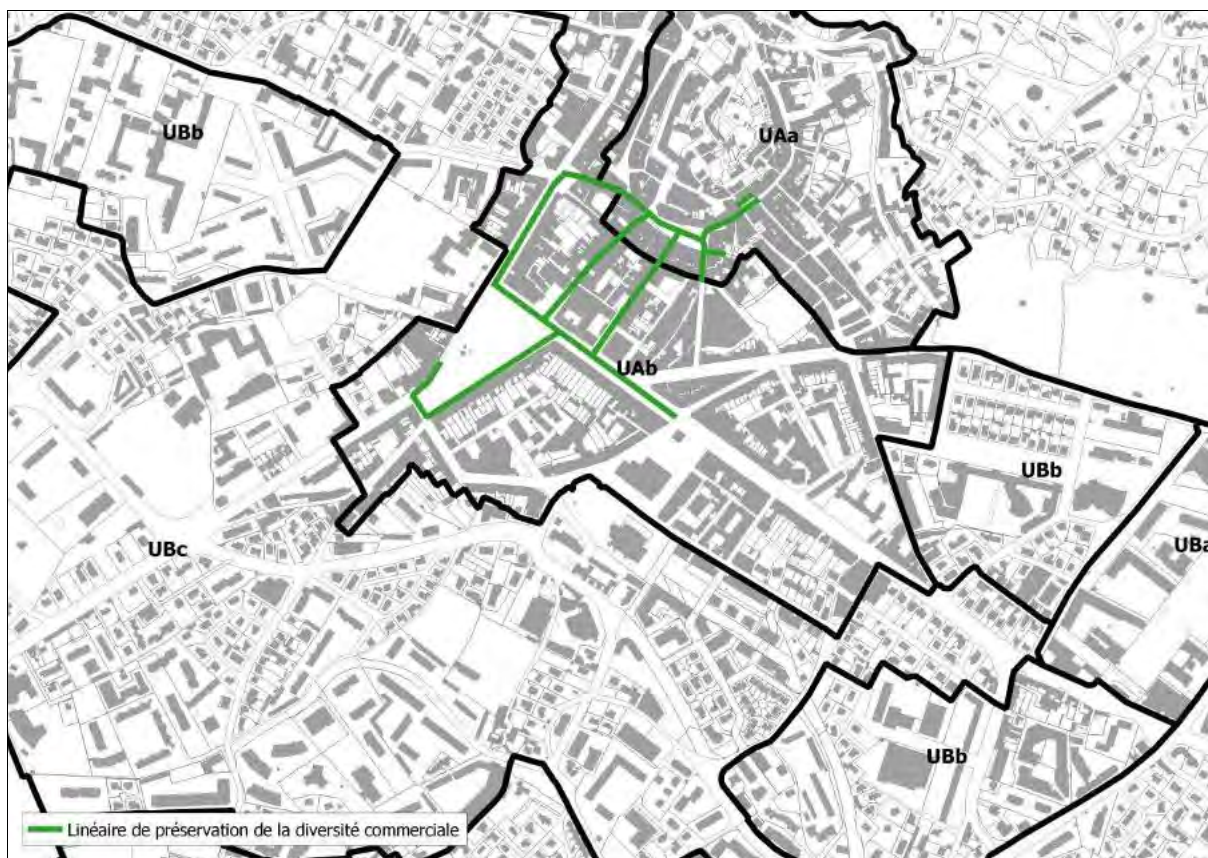 UBb
UAa
UAb
UBb
UBa
UBc
UBb
Linéaire de préservation de la diversité commerciale